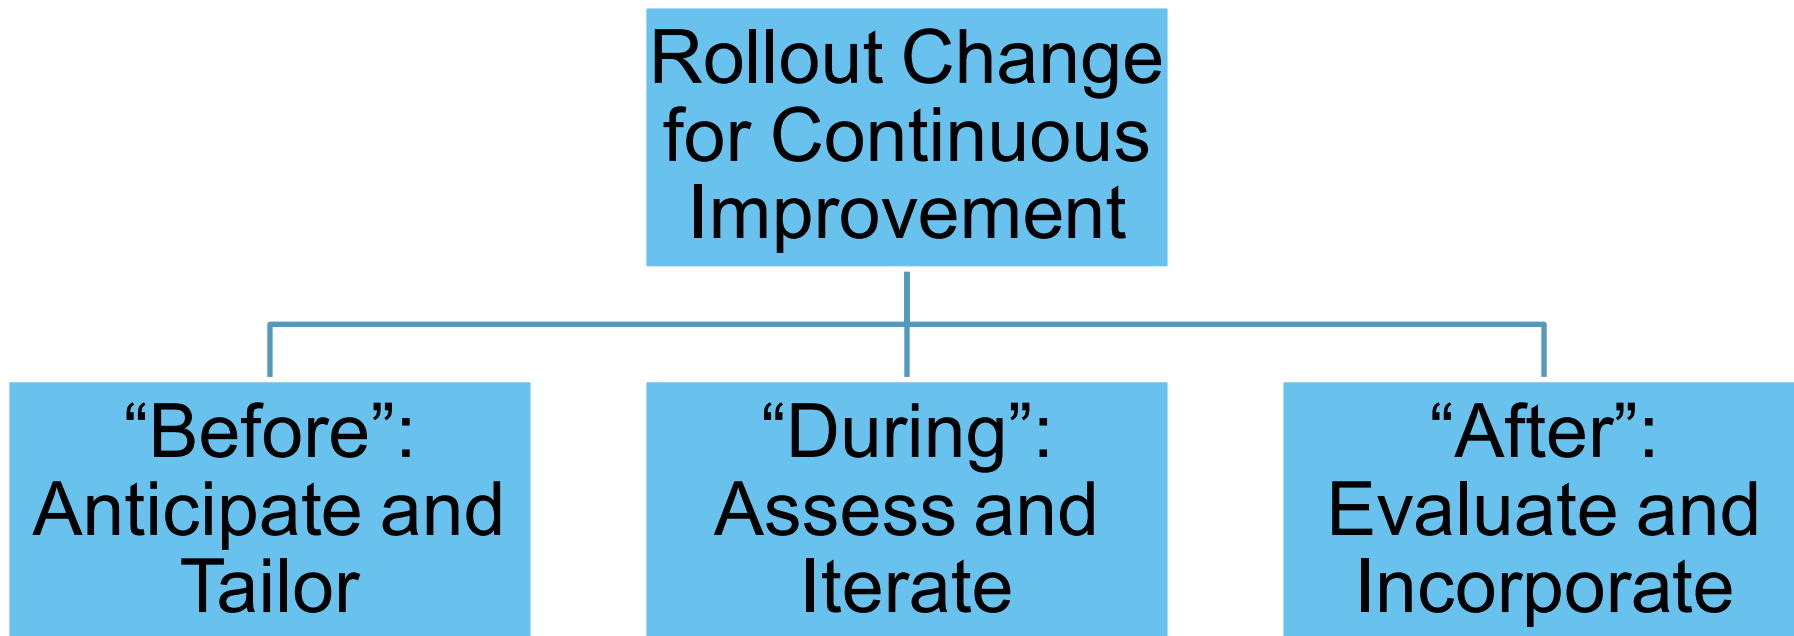 Rollout Change
for Continuous
Improvement
“Before”:
Anticipate and
Tailor
“During”:
Assess and
Iterate
“After”:
Evaluate and
Incorporate